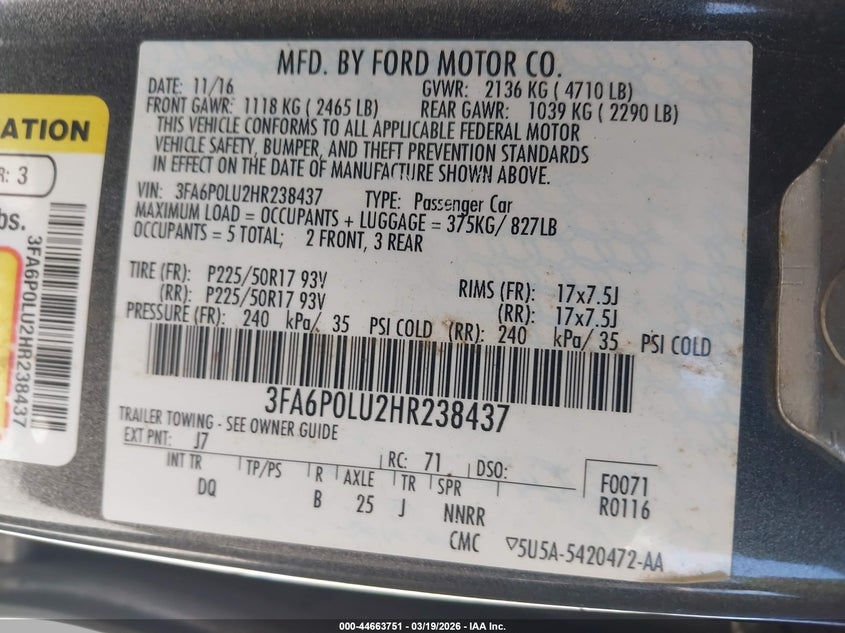 MFD. BY FORD MOTOR CO.
DATE: 11/16 GVWR: 2136 KG ( 4710 LB)
FRONT GAWR: 1118 KG ( 2465 LB) REAR GAWR: 1039 KG ( 2290 LB)
THIS VEHICLE CONFORMS TO ALL APPLICABLE FEDERAL MOTOR
VEHICLE SAFETY, BUMPER, AND THEFT PREVENTION STANDARDS
IN EFFECT ON THE DATE OF MANUFACTURE SHOWN ABOVE.
VIN: 3FA6P0LU2HR238437 TYPE: Passenger Car
MAXIMUM LOAD = OCCUPANTS + LUGGAGE = 375KG/ 827LB
OCCUPANTS = 5 TOTAL; 2 FRONT, 3 REAR
TIRE (FR): P225/50R17 93V RIMS (FR): 17x7.5J
(RR): P225/50R17 93V (RR): 17x7.5J
PRESSURE (FR): 240 kPa/ 35 PSI COLD (RR): 240 kPa/ 35 PSI COLD
3FA6P0LU2HR238437
TRAILER TOWING - SEE OWNER GUIDE
EXT PNT: J7 RC: 71 DSO:
INT TR TP/PS R AXLE TR SPR F0071
DQ B 25 J NNRR R0116
CMC ▽5U5A-5420472-AA
ATION
R: 3
bs.
3FA6P0LU2HR238437
000-44663751 — 03/19/2026 — IAA Inc.